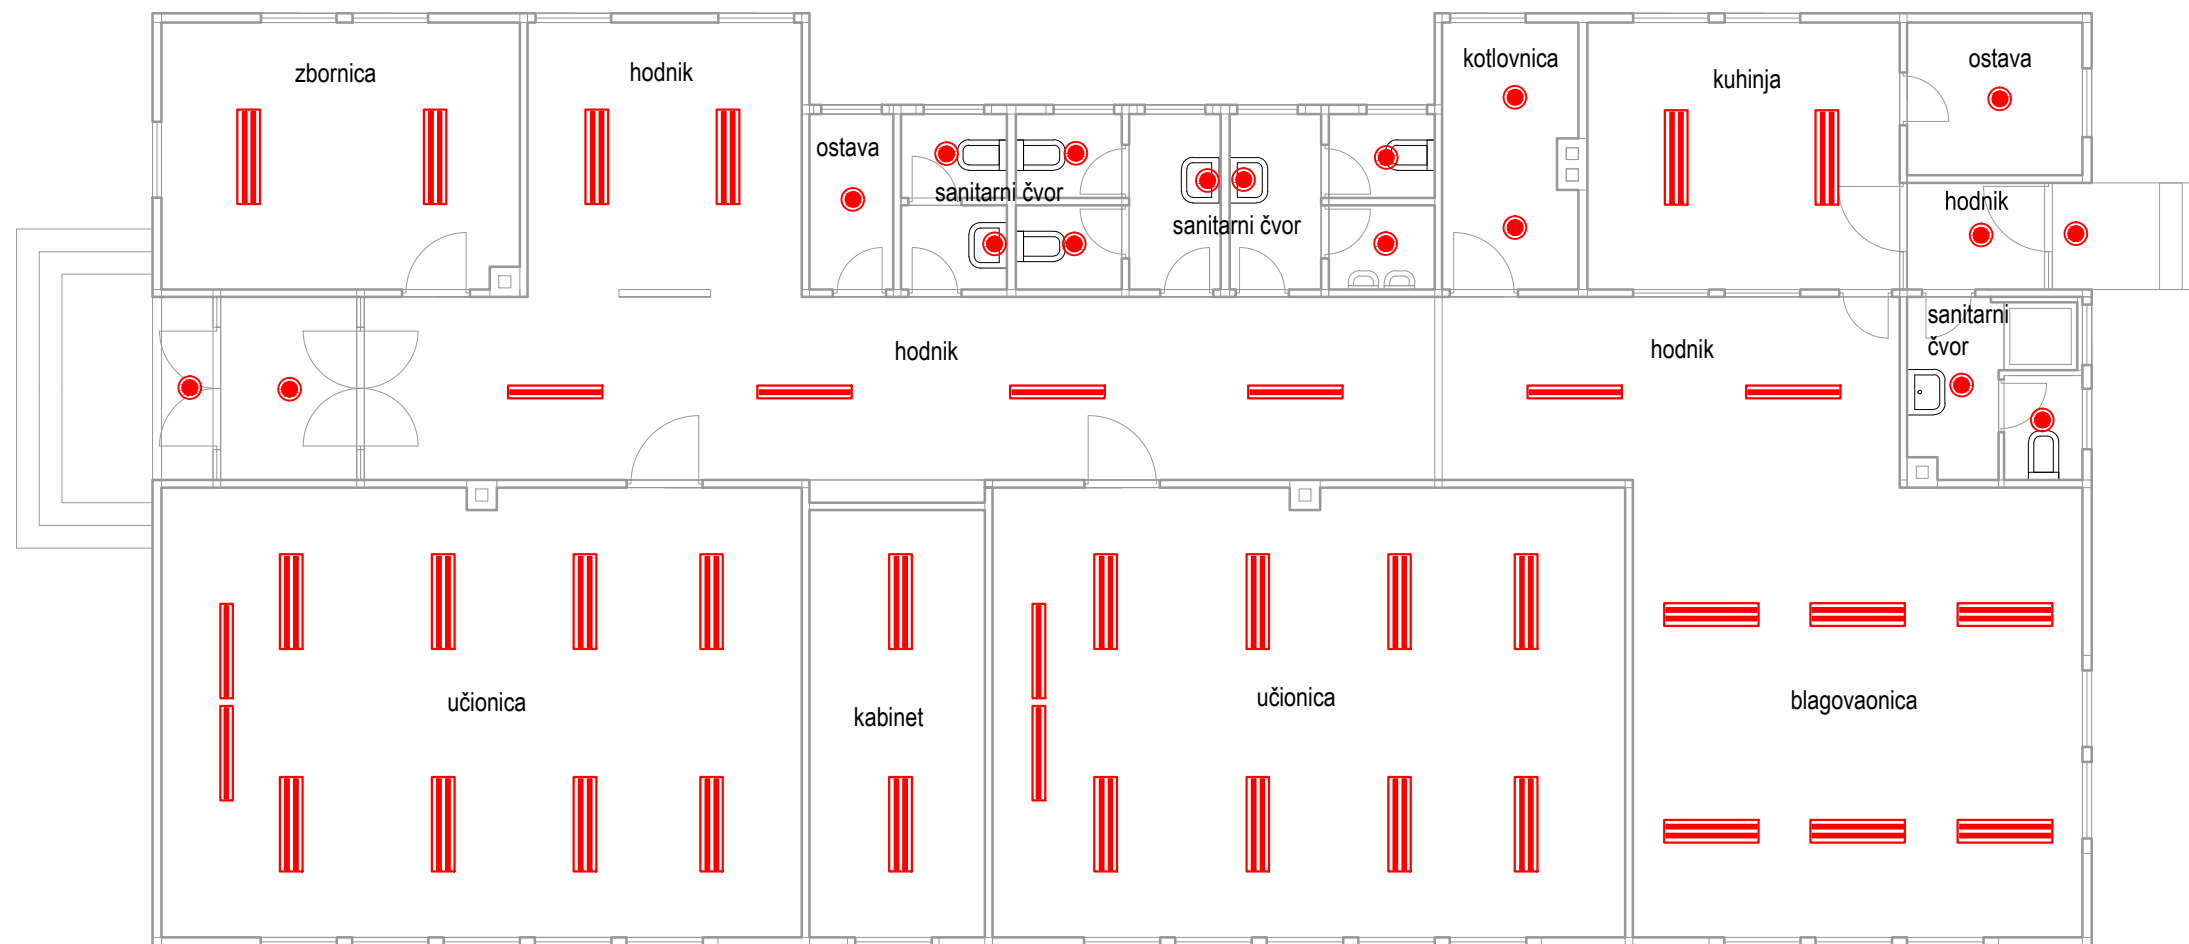 zbornica
hodnik
kotlovnica
kuhinja
ostava
ostava
sanitarni čvor
sanitarni čvor
hodnik
hodnik
hodnik
sanitarni
čvor
učionica
kabinet
učionica
blagovaonica